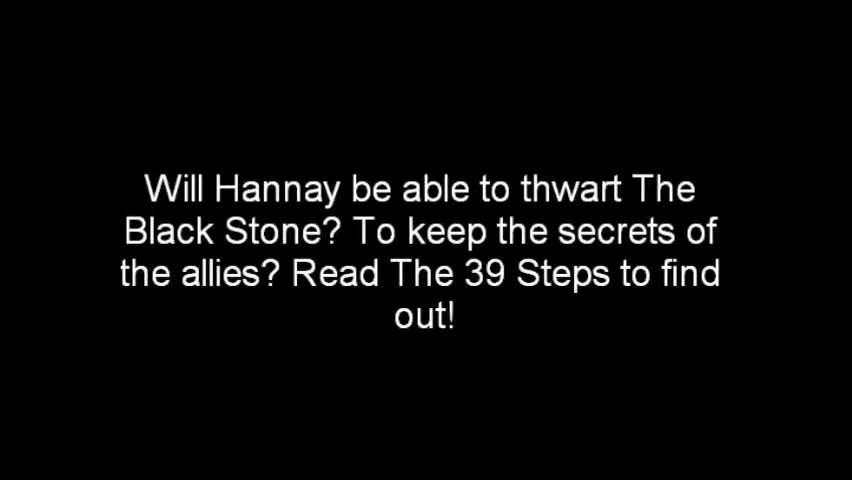 Will Hannay be able to thwart The
Black Stone? To keep the secrets of
the allies? Read The 39 Steps to find
out!